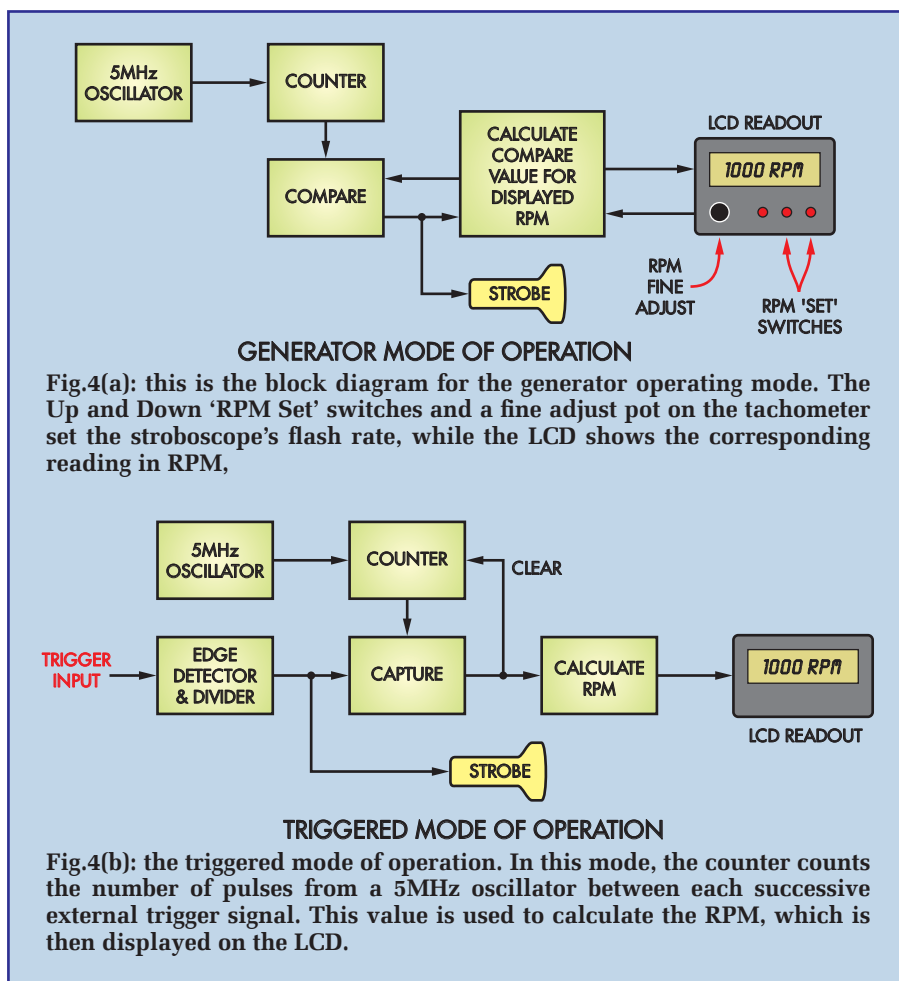 5MHz
OSCILLATOR
COUNTER
COMPARE
CALCULATE
COMPARE
VALUE FOR
DISPLAYED
RPM
LCD READOUT
1000 RPM
STROBE
RPM
FINE
ADJUST
RPM 'SET'
SWITCHES
GENERATOR MODE OF OPERATION
Fig.4(a): this is the block diagram for the generator operating mode. The
Up and Down ‘RPM Set’ switches and a fine adjust pot on the tachometer
set the stroboscope’s flash rate, while the LCD shows the corresponding
reading in RPM,
5MHz
OSCILLATOR
COUNTER
CLEAR
TRIGGER
INPUT
EDGE
DETECTOR
& DIVIDER
CAPTURE
CALCULATE
RPM
1000 RPM
LCD READOUT
STROBE
TRIGGERED MODE OF OPERATION
Fig.4(b): the triggered mode of operation. In this mode, the counter counts
the number of pulses from a 5MHz oscillator between each successive
external trigger signal. This value is used to calculate the RPM, which is
then displayed on the LCD.